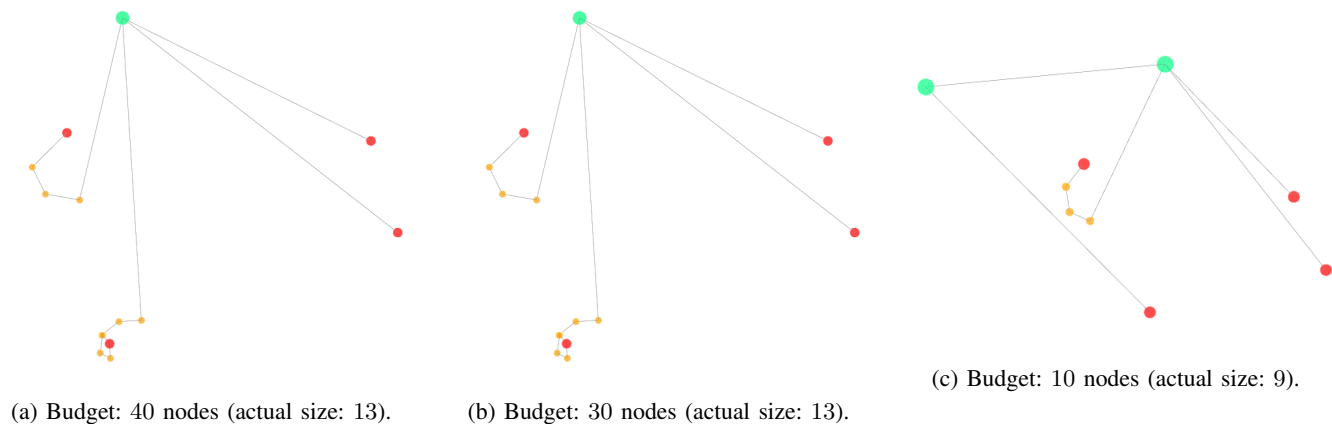 (a) Budget: 40 nodes (actual size: 13).
(b) Budget: 30 nodes (actual size: 13).
(c) Budget: 10 nodes (actual size: 9).